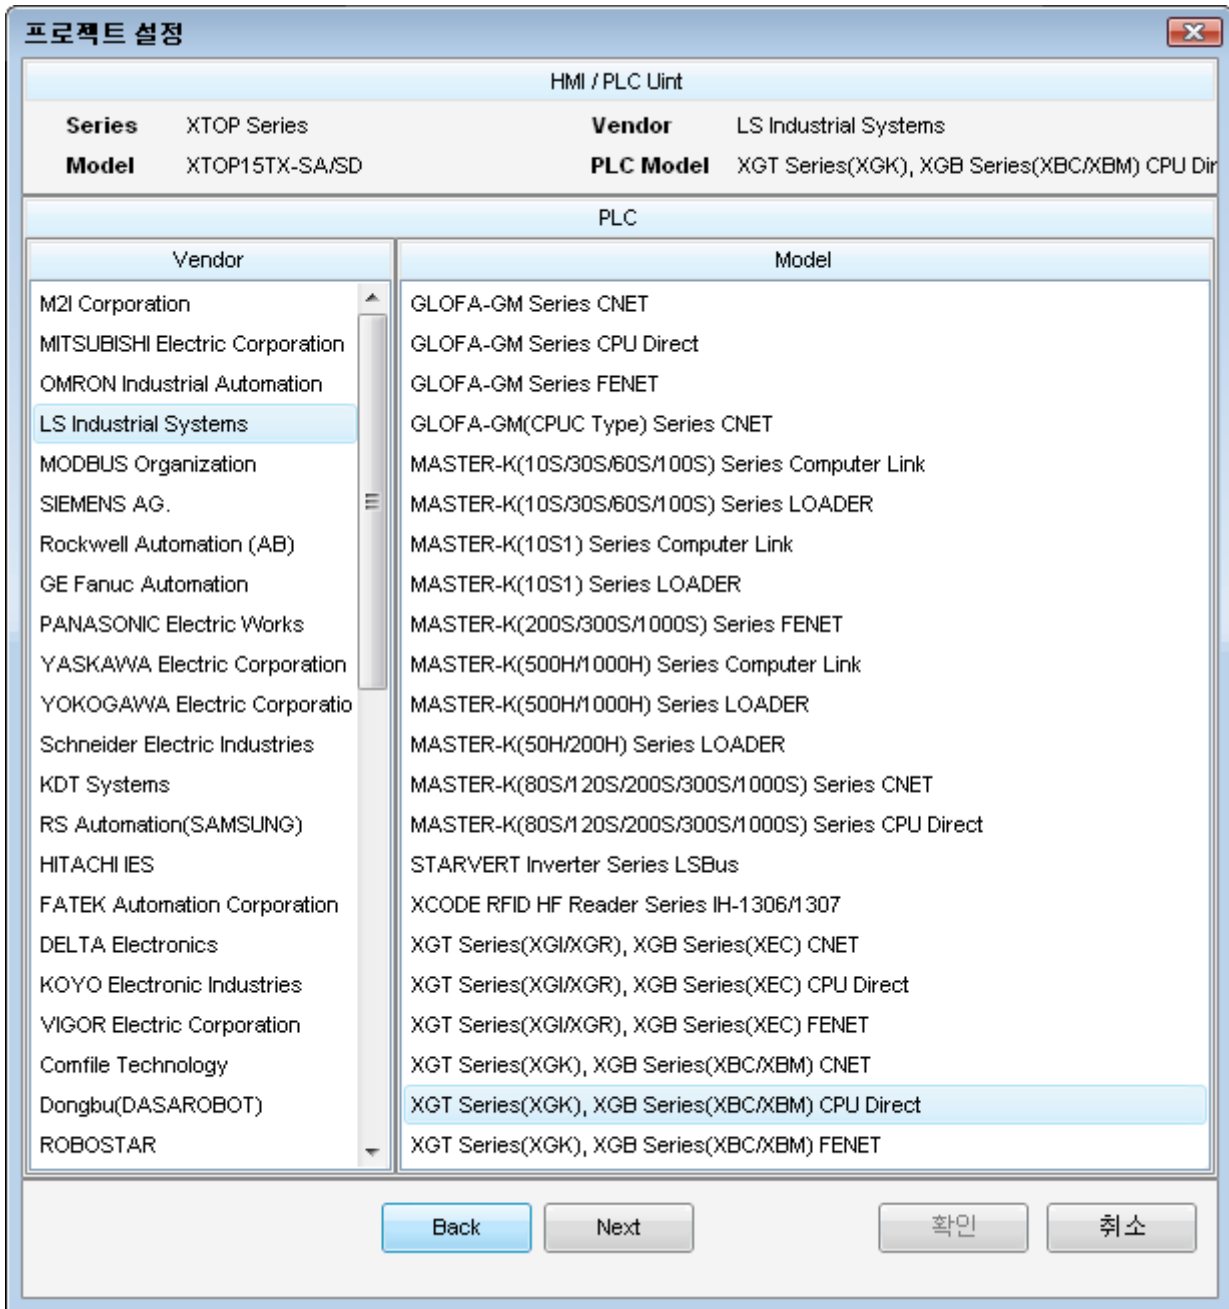 프로젝트 설정
HMI / PLC Uint
Series XTOP Series Vendor LS Industrial Systems
Model XTOP15TX-SA/SD PLC Model XGT Series(XGK), XGB Series(XBC/XBM) CPU Dir
PLC
Vendor
M2I Corporation
MITSUBISHI Electric Corporation
OMRON Industrial Automation
LS Industrial Systems
MODBUS Organization
SIEMENS AG.
Rockwell Automation (AB)
GE Fanuc Automation
PANASONIC Electric Works
YASKAWA Electric Corporation
YOKOGAWA Electric Corporatio
Schneider Electric Industries
KDT Systems
RS Automation(SAMSUNG)
HITACHI IES
FATEK Automation Corporation
DELTA Electronics
KOYO Electronic Industries
VIGOR Electric Corporation
Comfile Technology
Dongbu(DASAROBOT)
ROBOSTAR
Model
GLOFA-GM Series CNET
GLOFA-GM Series CPU Direct
GLOFA-GM Series FENET
GLOFA-GM(CPUC Type) Series CNET
MASTER-K(10S/30S/60S/100S) Series Computer Link
MASTER-K(10S/30S/60S/100S) Series LOADER
MASTER-K(10S1) Series Computer Link
MASTER-K(10S1) Series LOADER
MASTER-K(200S/300S/1000S) Series FENET
MASTER-K(500H/1000H) Series Computer Link
MASTER-K(500H/1000H) Series LOADER
MASTER-K(50H/200H) Series LOADER
MASTER-K(80S/120S/200S/300S/1000S) Series CNET
MASTER-K(80S/120S/200S/300S/1000S) Series CPU Direct
STARVERT Inverter Series LSBus
XCODE RFID HF Reader Series IH-1306/1307
XGT Series(XGI/XGR), XGB Series(XEC) CNET
XGT Series(XGI/XGR), XGB Series(XEC) CPU Direct
XGT Series(XGI/XGR), XGB Series(XEC) FENET
XGT Series(XGK), XGB Series(XBC/XBM) CNET
XGT Series(XGK), XGB Series(XBC/XBM) CPU Direct
XGT Series(XGK), XGB Series(XBC/XBM) FENET
Back Next 확인 취소